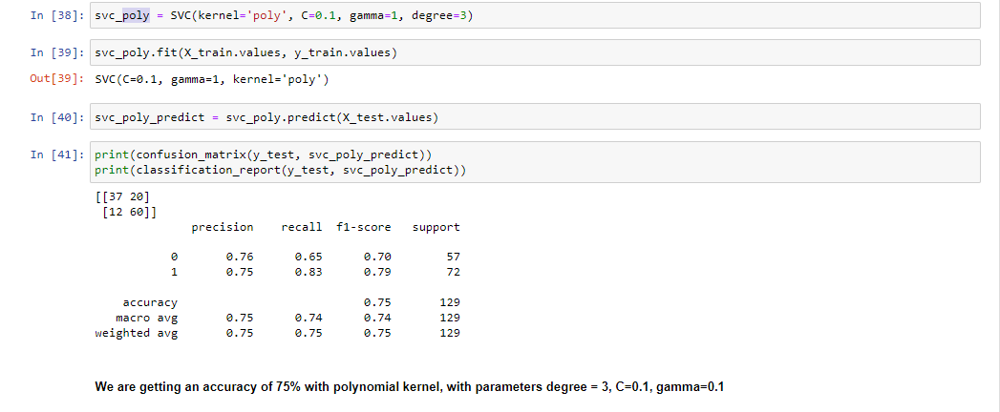 In [38]: svc_poly = SVC(kernel='poly', C=0.1, gamma=1, degree=3)
In [39]: svc_poly.fit(X_train.values, y_train.values)
Out[39]: SVC(C=0.1, gamma=1, kernel='poly')
In [40]: svc_poly_predict = svc_poly.predict(X_test.values)
In [41]: print(confusion_matrix(y_test, svc_poly_predict))
print(classification_report(y_test, svc_poly_predict))
[[37 20]
[12 60]]
precision recall f1-score support
0 0.76 0.65 0.70 57
1 0.75 0.83 0.79 72
accuracy 0.75 129
macro avg 0.75 0.74 0.74 129
weighted avg 0.75 0.75 0.75 129
We are getting an accuracy of 75% with polynomial kernel, with parameters degree = 3, C=0.1, gamma=0.1